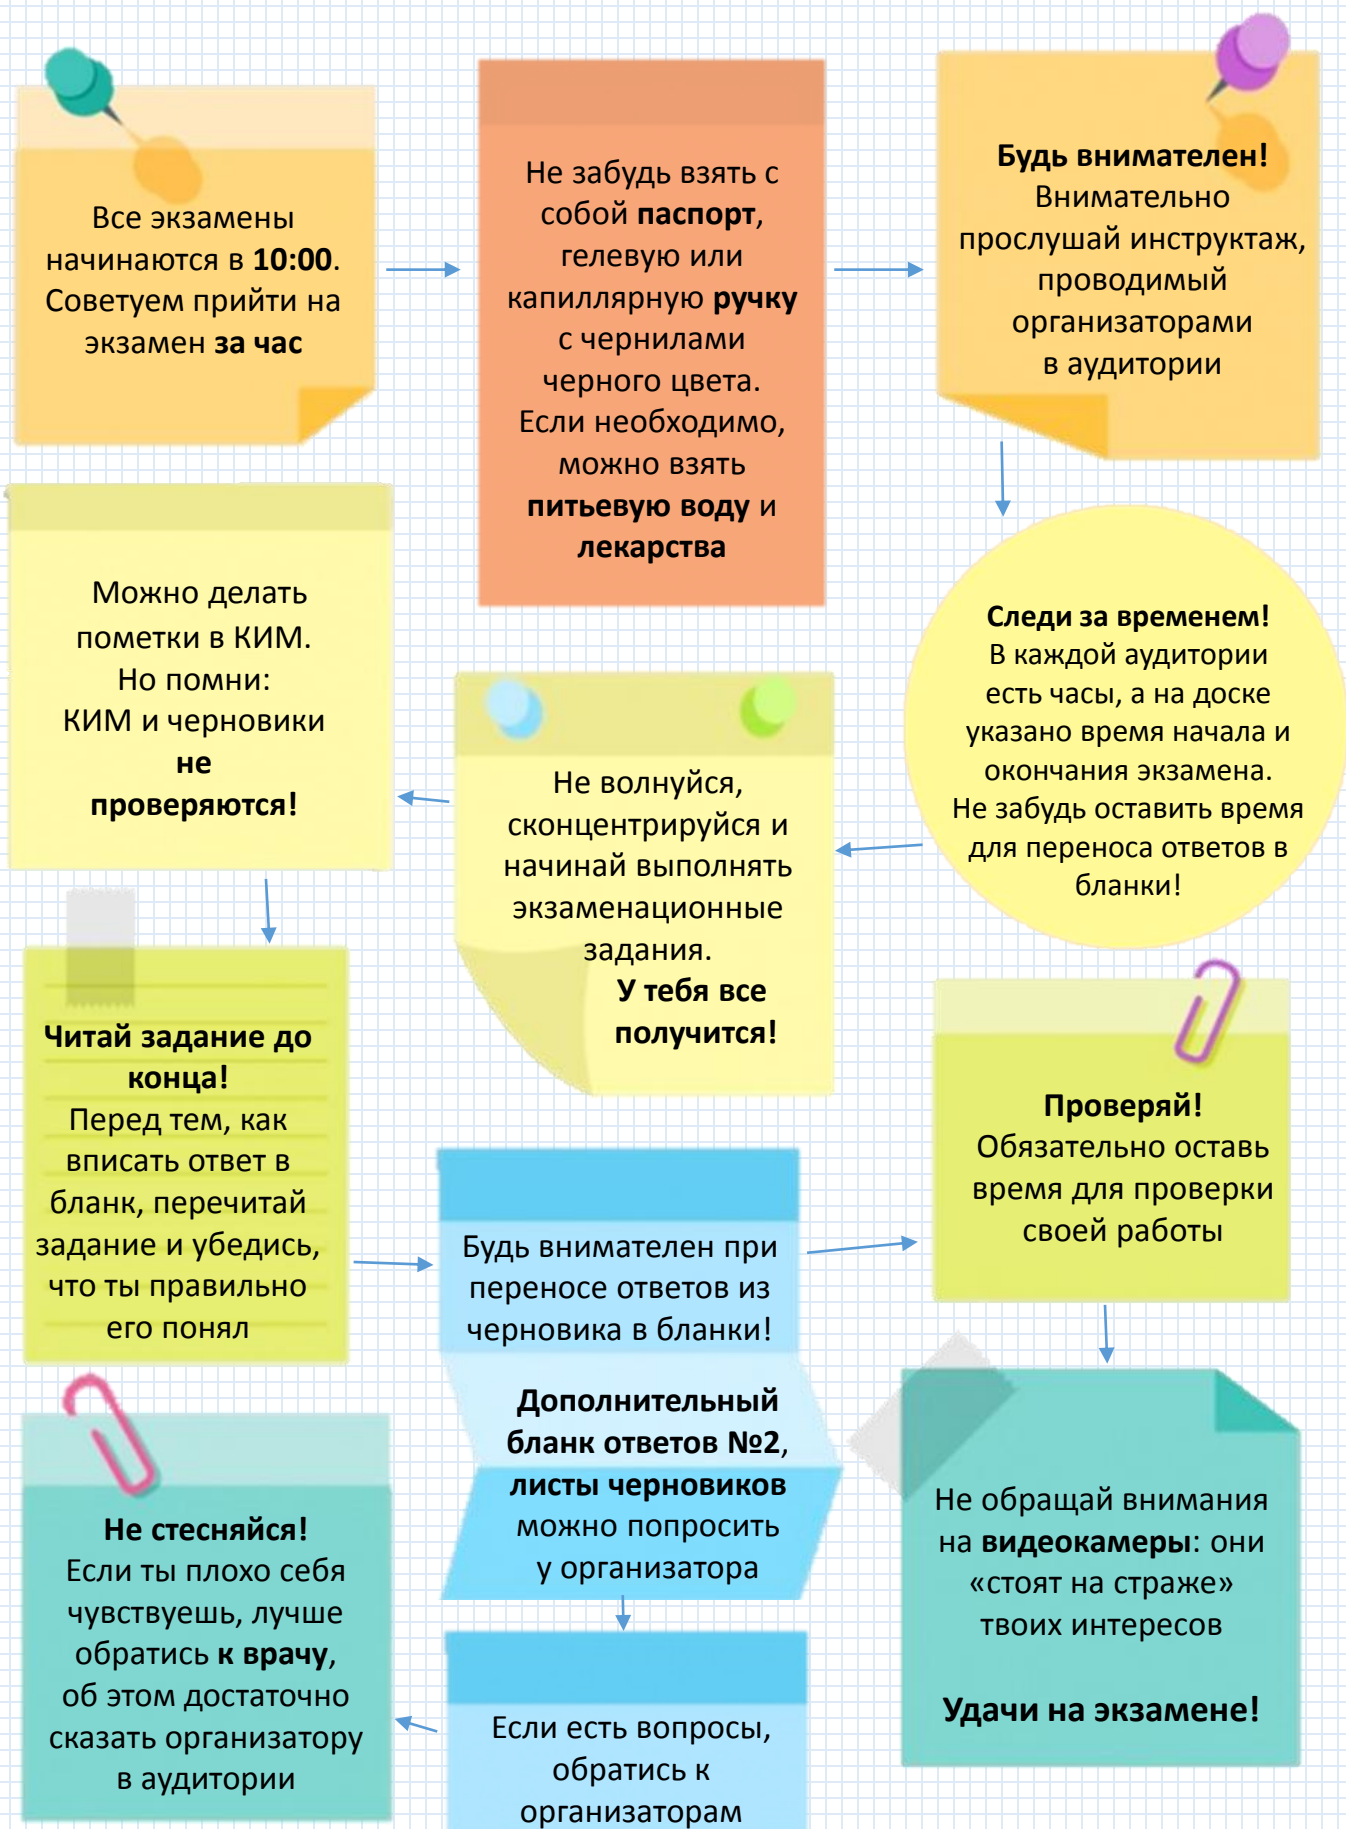 Все экзамены
начинаются в 10:00.
Советуем прийти на
экзамен за час
Не забудь взять с
собой паспорт,
гелевую или
капиллярную ручку
с чернилами
черного цвета.
Если необходимо,
можно взять
питьевую воду и
лекарства
Будь внимателен!
Внимательно
прослушай инструктаж,
проводимый
организаторами
в аудитории
Следи за временем!
В каждой аудитории
есть часы, а на доске
указано время начала и
окончания экзамена.
Не забудь оставить время
для переноса ответов в
бланки!
Не волнуйся,
сконцентрируйся и
начинай выполнять
экзаменационные
задания.
У тебя все
получится!
Можно делать
пометки в КИМ.
Но помни:
КИМ и черновики
не
проверяются!
Читай задание до
конца!
Перед тем, как
вписать ответ в
бланк, перечитай
задание и убедись,
что ты правильно
его понял
Будь внимателен при
переносе ответов из
черновика в бланки!
Дополнительный
бланк ответов №2,
листы черновиков
можно попросить
у организатора
Проверяй!
Обязательно оставь
время для проверки
своей работы
Не обращай внимания
на видеокамеры: они
«стоят на страже»
твоих интересов
Удачи на экзамене!
Если есть вопросы,
обратись к
организаторам
Не стесняйся!
Если ты плохо себя
чувствуешь, лучше
обратись к врачу,
об этом достаточно
сказать организатору
в аудитории